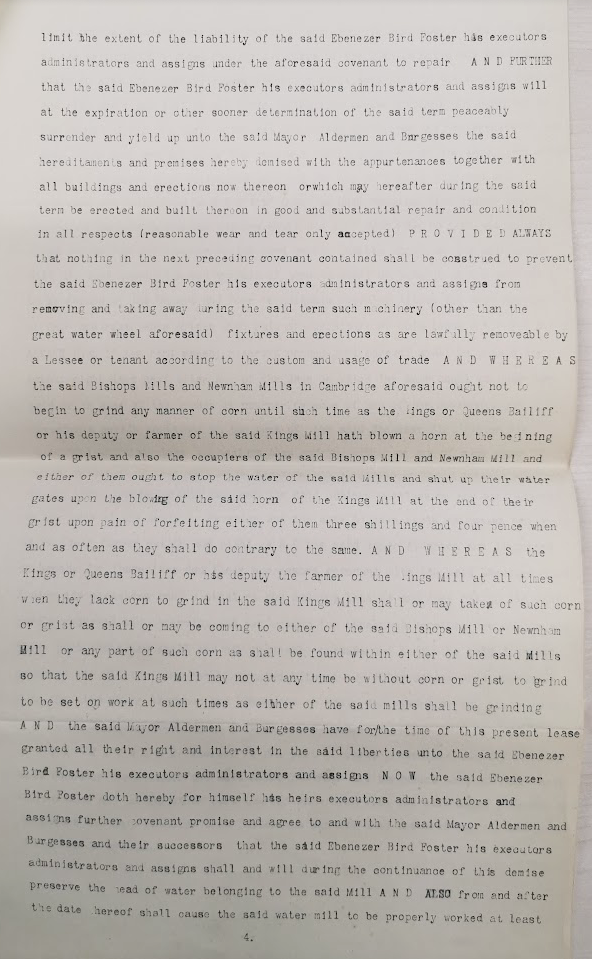 limit the extent of the liability of the said Ebenezer Bird Foster his executors
administrators and assigns under the aforesaid covenant to repair A N D FURTHER
that the said Ebenezer Bird Foster his executors administrators and assigns will
at the expiration or other sooner determination of the said term peaceably
surrender and yield up unto the said Mayor Aldermen and Burgesses the said
hereditaments and premises hereby demised with the appurtenances together with
all buildings and erections now thereon orwhich may hereafter during the said
term be erected and built thereon in good and substantial repair and condition
in all respects (reasonable wear and tear only accepted) P R O V I D E D ALWAYS
that nothing in the next preceding covenant contained shall be construed to prevent
the said Ebenezer Bird Foster his executors administrators and assigns from
removing and taking away during the said term such machinery (other than the
great water wheel aforesaid) fixtures and erections as are lawfully removeable by
a Lessee or tenant according to the custom and usage of trade A N D W H E R E A S
the said Bishops Mills and Newnham Mills in Cambridge aforesaid ought not to
begin to grind any manner of corn until such time as the Kings or Queens Bailiff
or his deputy or farmer of the said Kings Mill hath blown a horn at the begining
of a grist and also the occupiers of the said Bishops Mill and Newnham Mill and
either of them ought to stop the water of the said Mills and shut up their water
gates upon the blowing of the said horn of the Kings Mill at the end of their
grist upon pain of forfeiting either of them three shillings and four pence when
and as often as they shall do contrary to the same. A N D W H E R E A S the
Kings or Queens Bailiff or his deputy the farmer of the Kings Mill at all times
when they lack corn to grind in the said Kings Mill shall or may take of such corn
or grist as shall or may be coming to either of the said Bishops Mill or Newnham
Mill or any part of such corn as shall be found within either of the said Mills
so that the said Kings Mill may not at any time be without corn or grist to grind
to be set on work at such times as either of the said mills shall be grinding
A N D the said Mayor Aldermen and Burgesses have for/the time of this present lease
granted all their right and interest in the said liberties unto the said Ebenezer
Bird Foster his executors administrators and assigns N O W the said Ebenezer
Bird Foster doth hereby for himself his heirs executors administrators and
assigns further covenant promise and agree to and with the said Mayor Aldermen and
Burgesses and their successors that the said Ebenezer Bird Foster his executors
administrators and assigns shall and will during the continuance of this demise
preserve the head of water belonging to the said Mill A N D ALSO from and after
the date hereof shall cause the said water mill to be properly worked at least
4.